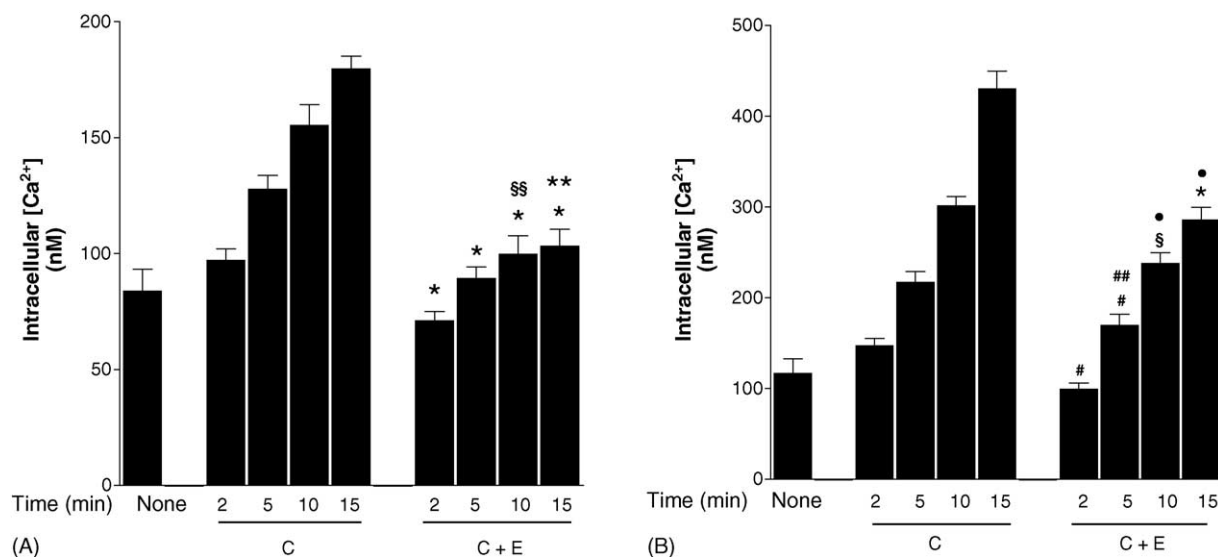 200
150
100
50
0
Intracellular [Ca²⁺]
(nM)
§§
**
*
*
*
*
Time (min) None 2 5 10 15 2 5 10 15
(A) C C + E
500
400
300
200
100
0
Intracellular [Ca²⁺]
(nM)
•
• *
## §
#
#
Time (min) None 2 5 10 15 2 5 10 15
(B) C C + E